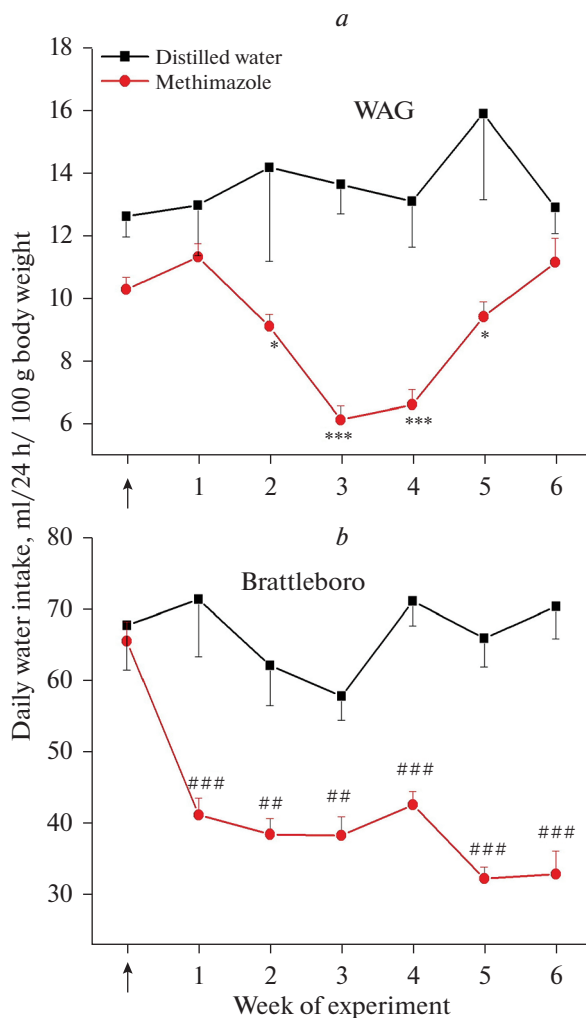 a
18
Distilled water
Methimazole
16
WAG
14
12
10
*
*
8
6
***
***
1 2 3 4 5 6
Daily water intake, ml/24 h/ 100 g body weight
b
80
Brattleboro
70
60
50
###
##
##
###
40
###
###
30
1 2 3 4 5 6
Week of experiment